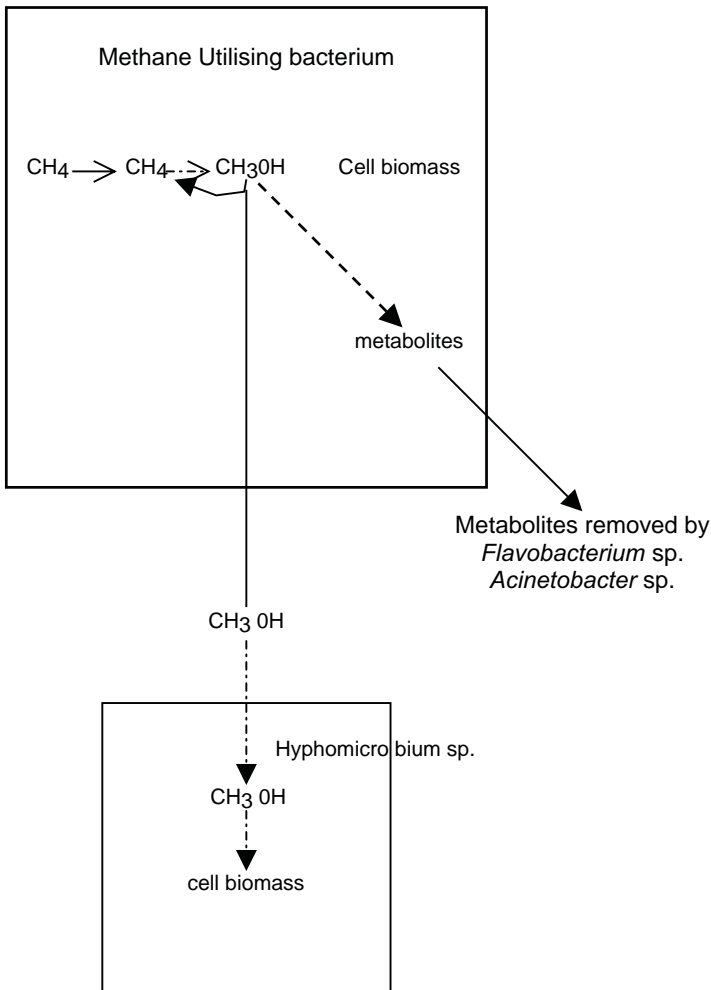 Methane Utilising bacterium
CH4 CH4 CH30H Cell biomass
metabolites
Metabolites removed by
Flavobacterium sp.
Acinetobacter sp.
CH3 0H
Hyphomicro bium sp.
CH3 0H
cell biomass